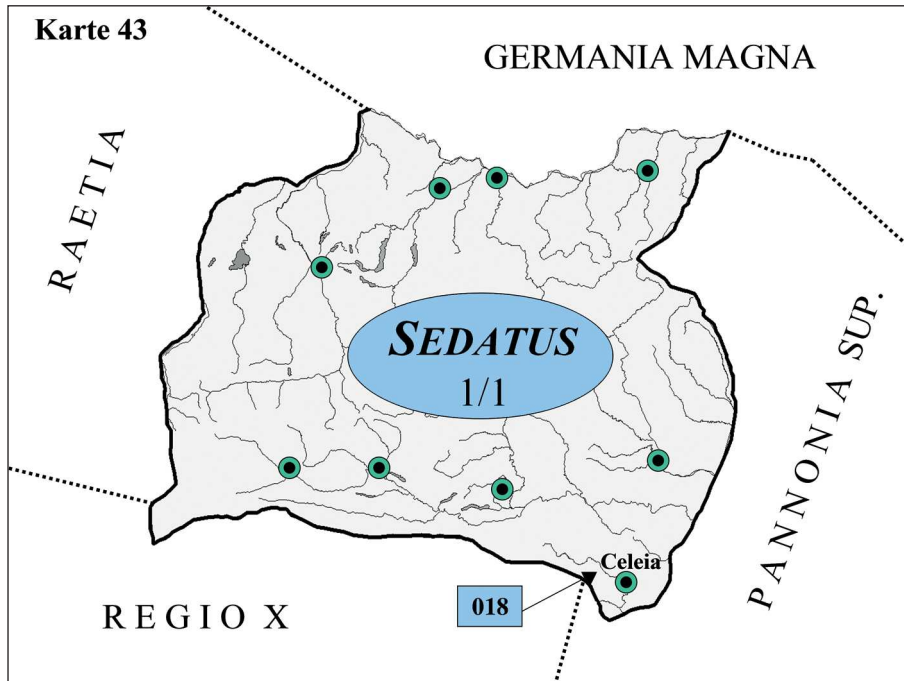 Karte 43
GERMANIA MAGNA
RAETIA
SEDATUS
1/1
PANNONIA SUP.
Celeia
018
REGIO X